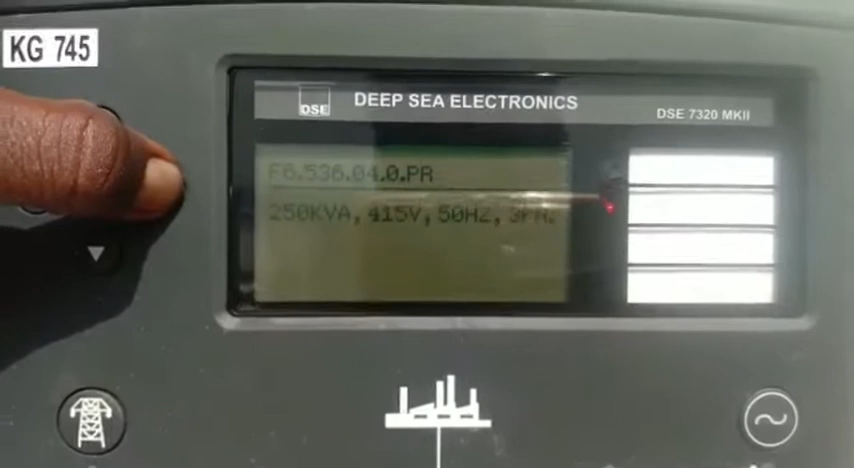 KG 745
DSE
DEEP SEA ELECTRONICS
DSE 7320 MKII
F6.536.04.0.PR
250KVA, 415V, 50HZ, 3PH.